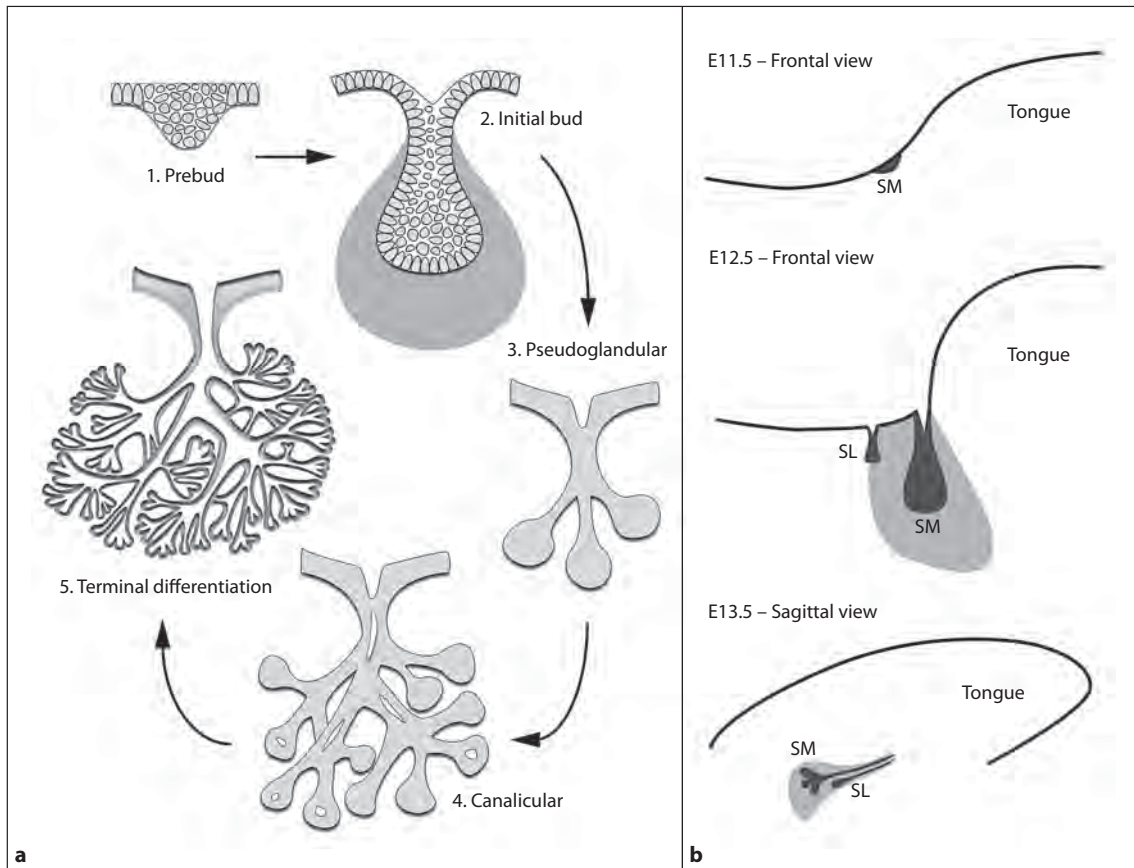 1. Prebud
2. Initial bud
3. Pseudoglandular
4. Canalicular
5. Terminal differentiation
a
E11.5 – Frontal view
Tongue
SM
E12.5 – Frontal view
Tongue
SL
SM
E13.5 – Sagittal view
Tongue
SM
SL
b